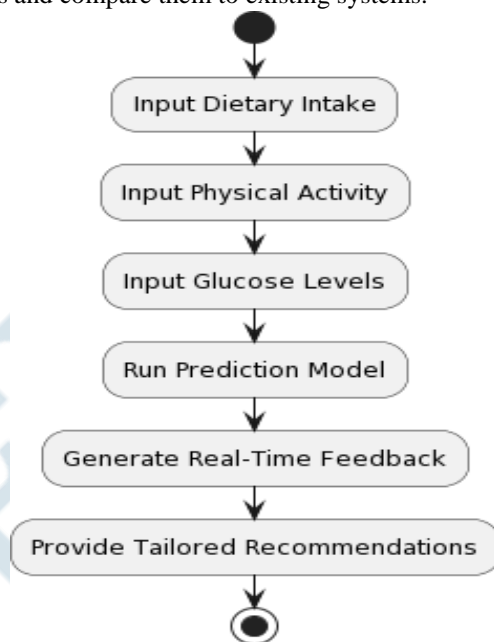 s and compare them to existing systems.
Input Dietary Intake
Input Physical Activity
Input Glucose Levels
Run Prediction Model
Generate Real-Time Feedback
Provide Tailored Recommendations